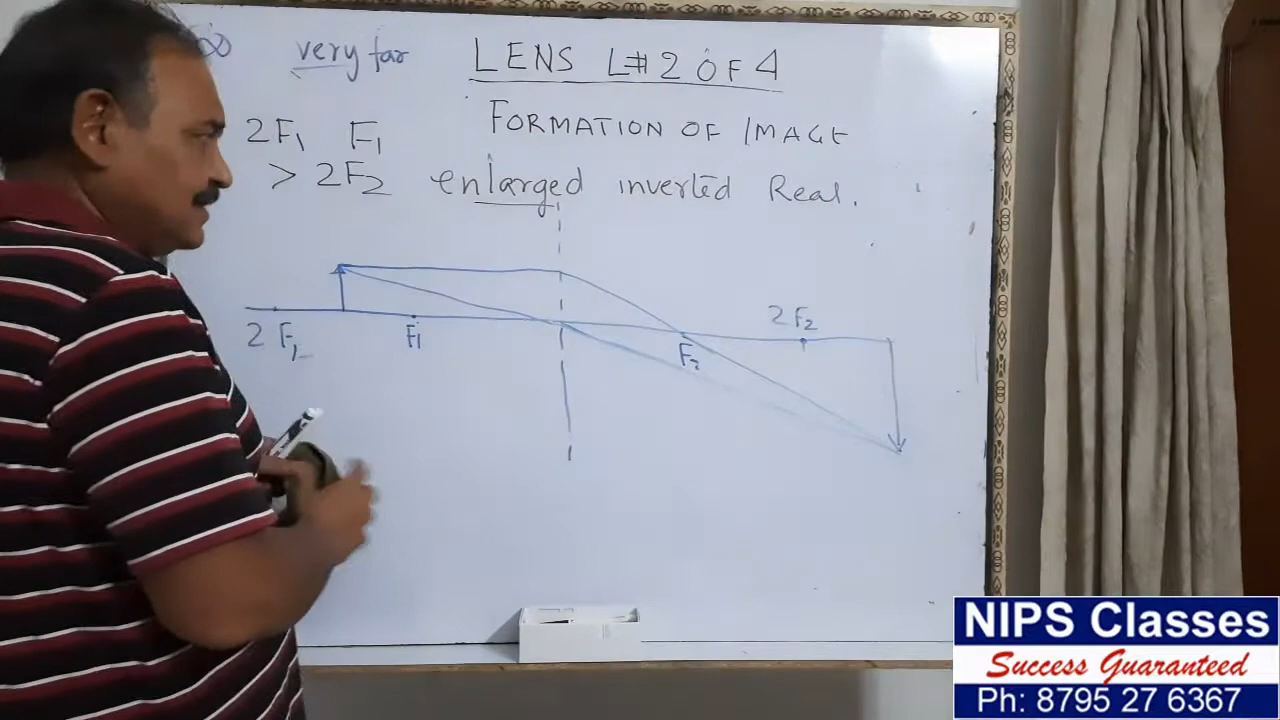 ∞ very far
LENS L#2 OF 4
FORMATION OF IMAGE
2F₁ F₁
> 2F₂ enlarged inverted Real.
2F₂
2F₁
F₁
F₂
NIPS Classes
Success Guaranteed
Ph: 8795 27 6367